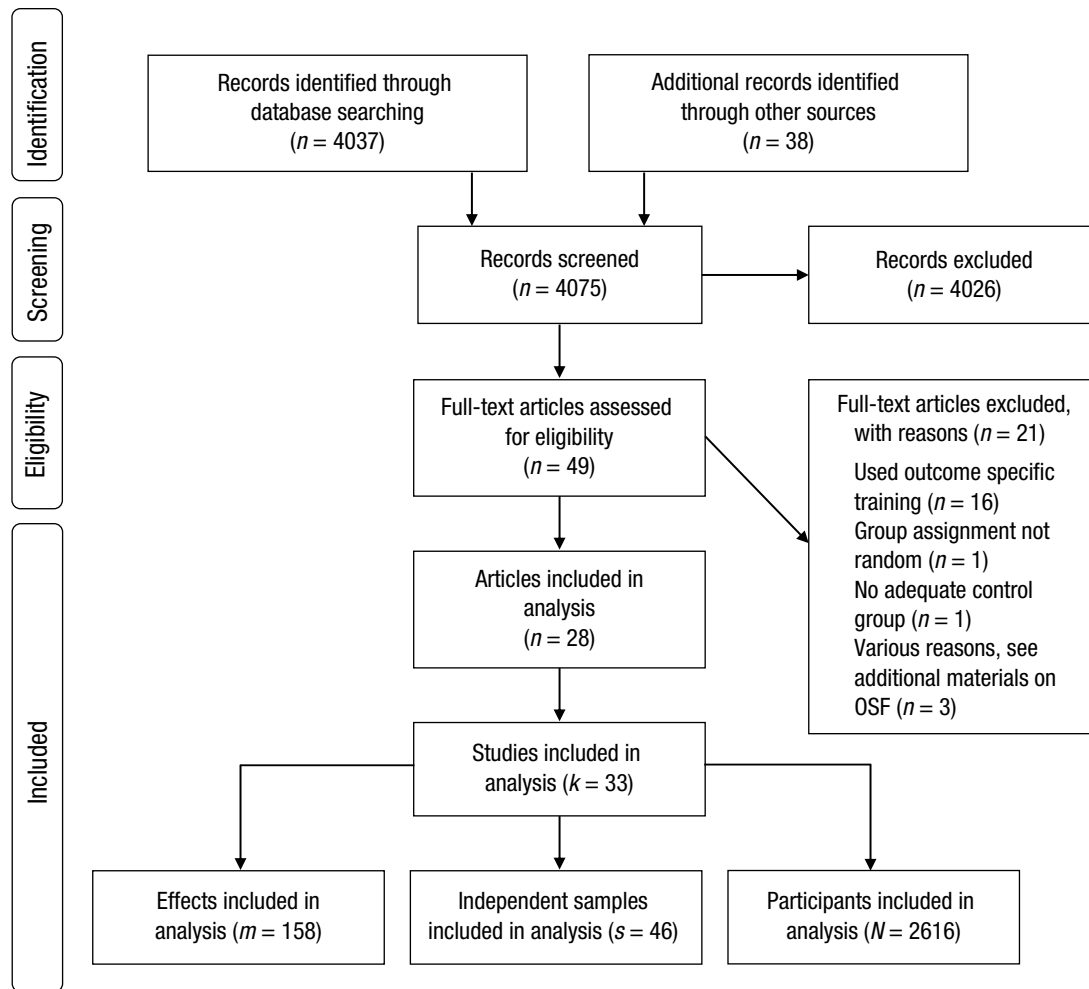 Identification
Records identified through
database searching
(n = 4037)
Additional records identified
through other sources
(n = 38)
Screening
Records screened
(n = 4075)
Records excluded
(n = 4026)
Eligibility
Full-text articles assessed
for eligibility
(n = 49)
Full-text articles excluded,
with reasons (n = 21)
Used outcome specific
training (n = 16)
Group assignment not
random (n = 1)
No adequate control
group (n = 1)
Various reasons, see
additional materials on
OSF (n = 3)
Included
Articles included in
analysis
(n = 28)
Studies included in
analysis (k = 33)
Effects included in
analysis (m = 158)
Independent samples
included in analysis (s = 46)
Participants included in
analysis (N = 2616)